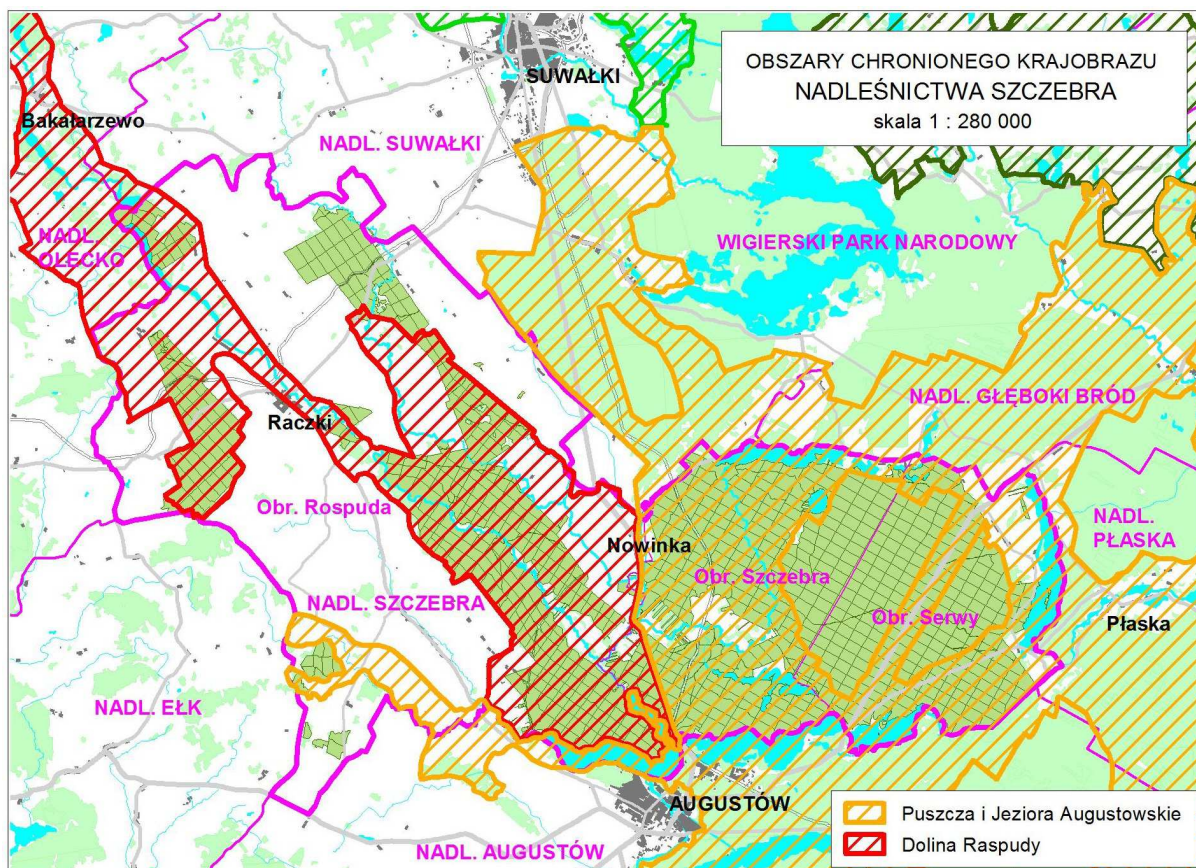 OBSZARY CHRONIONEGO KRAJOBRAZU
NADLEŚNICTWA SZCZEBRA
skala 1 : 280 000
SUWAŁKI
Bakałarzewo
NADL. SUWAŁKI
NADL.
OLECKO
WIGIERSKI PARK NARODOWY
NADL. GŁĘBOKI BRÓD
Raczki
Obr. Rospuda
NADL.
PŁASKA
Nowinka
Obr. Szczebra
NADL. SZCZEBRA
Obr. Serwy
Płaska
NADL. EŁK
AUGUSTÓW
NADL. AUGUSTÓW
Puszcza i Jeziora Augustowskie
Dolina Raspudy